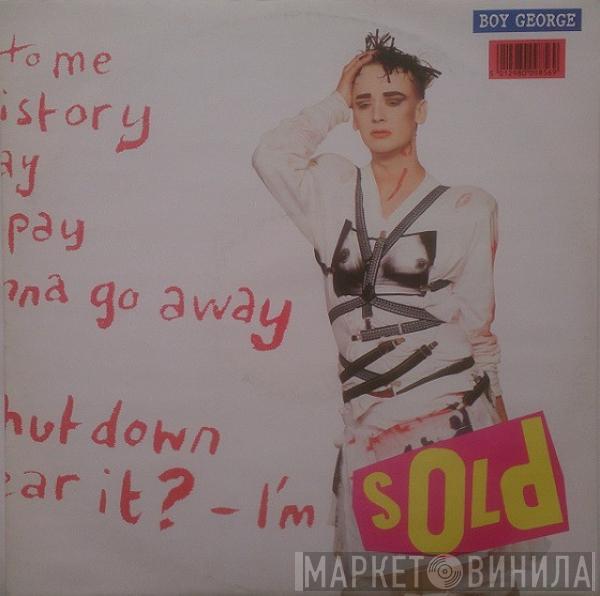 BOY GEORGE
to me
istory
ay
pay
nna go away
hut down
ear it? - I'm
SOLd
МАРКЕТ ВИНИЛА